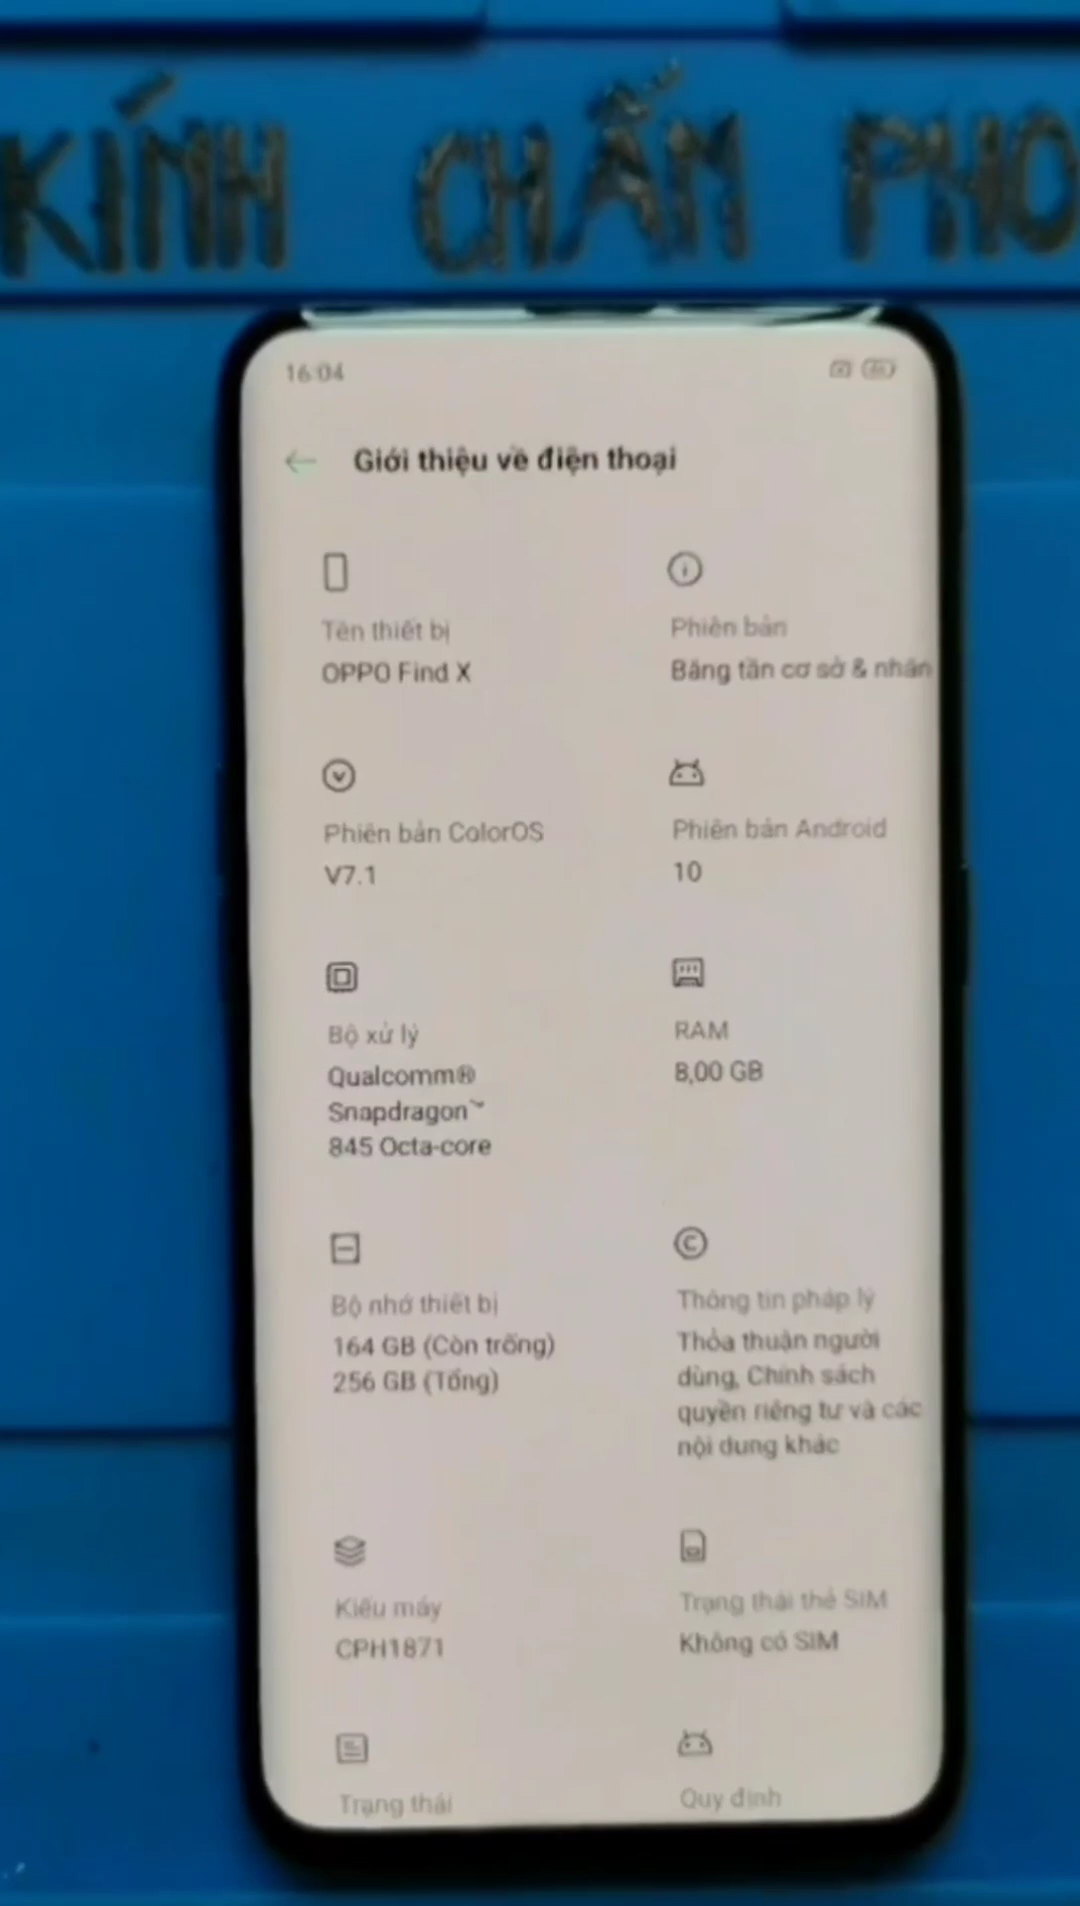 KÍNH CHẤM PHO
16:04
Giới thiệu về điện thoại
Tên thiết bị
OPPO Find X
Phiên bản
Băng tần cơ sở & nhân
Phiên bản ColorOS
V7.1
Phiên bản Android
10
Bộ xử lý
Qualcomm®
Snapdragon™
845 Octa-core
RAM
8,00 GB
Bộ nhớ thiết bị
164 GB (Còn trống)
256 GB (Tổng)
Thông tin pháp lý
Thỏa thuận người
dùng, Chính sách
quyền riêng tư và các
nội dung khác
Kiểu máy
CPH1871
Trạng thái thẻ SIM
Không có SIM
Trạng thái
Quy định